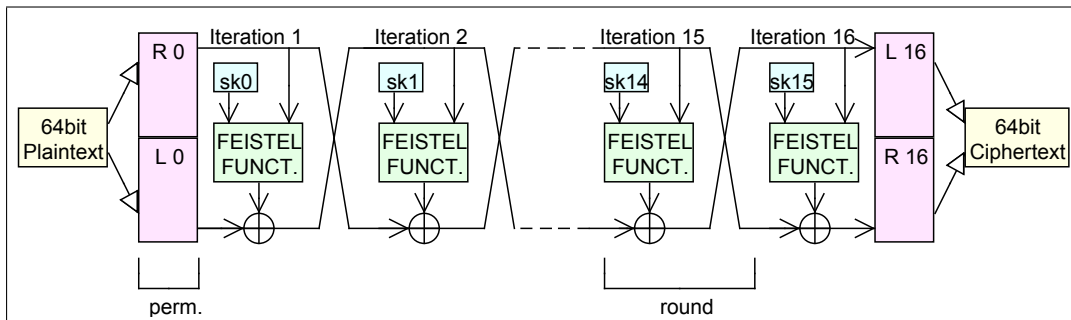 R 0
L 0
64bit
Plaintext
perm.
Iteration 1
sk0
FEISTEL
FUNCT.
Iteration 2
sk1
FEISTEL
FUNCT.
Iteration 15
sk14
FEISTEL
FUNCT.
round
Iteration 16
sk15
FEISTEL
FUNCT.
L 16
R 16
64bit
Ciphertext